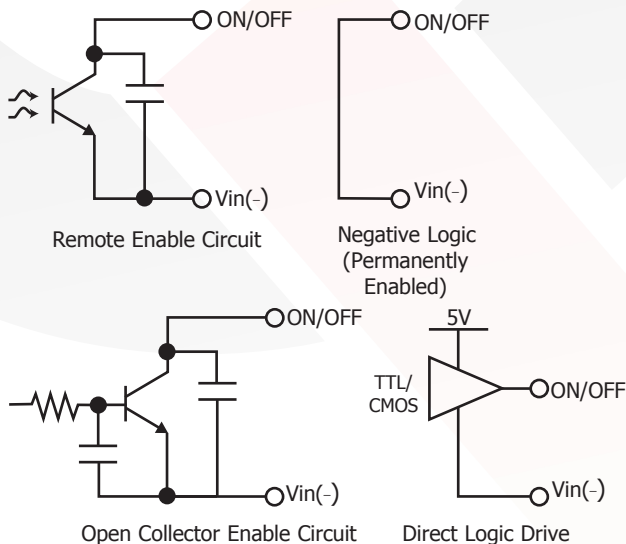 ON/OFF
Vin(–)
Remote Enable Circuit
ON/OFF
Vin(–)
Negative Logic
(Permanently
Enabled)
ON/OFF
Vin(–)
Open Collector Enable Circuit
5V
TTL/
CMOS
ON/OFF
Vin(–)
Direct Logic Drive